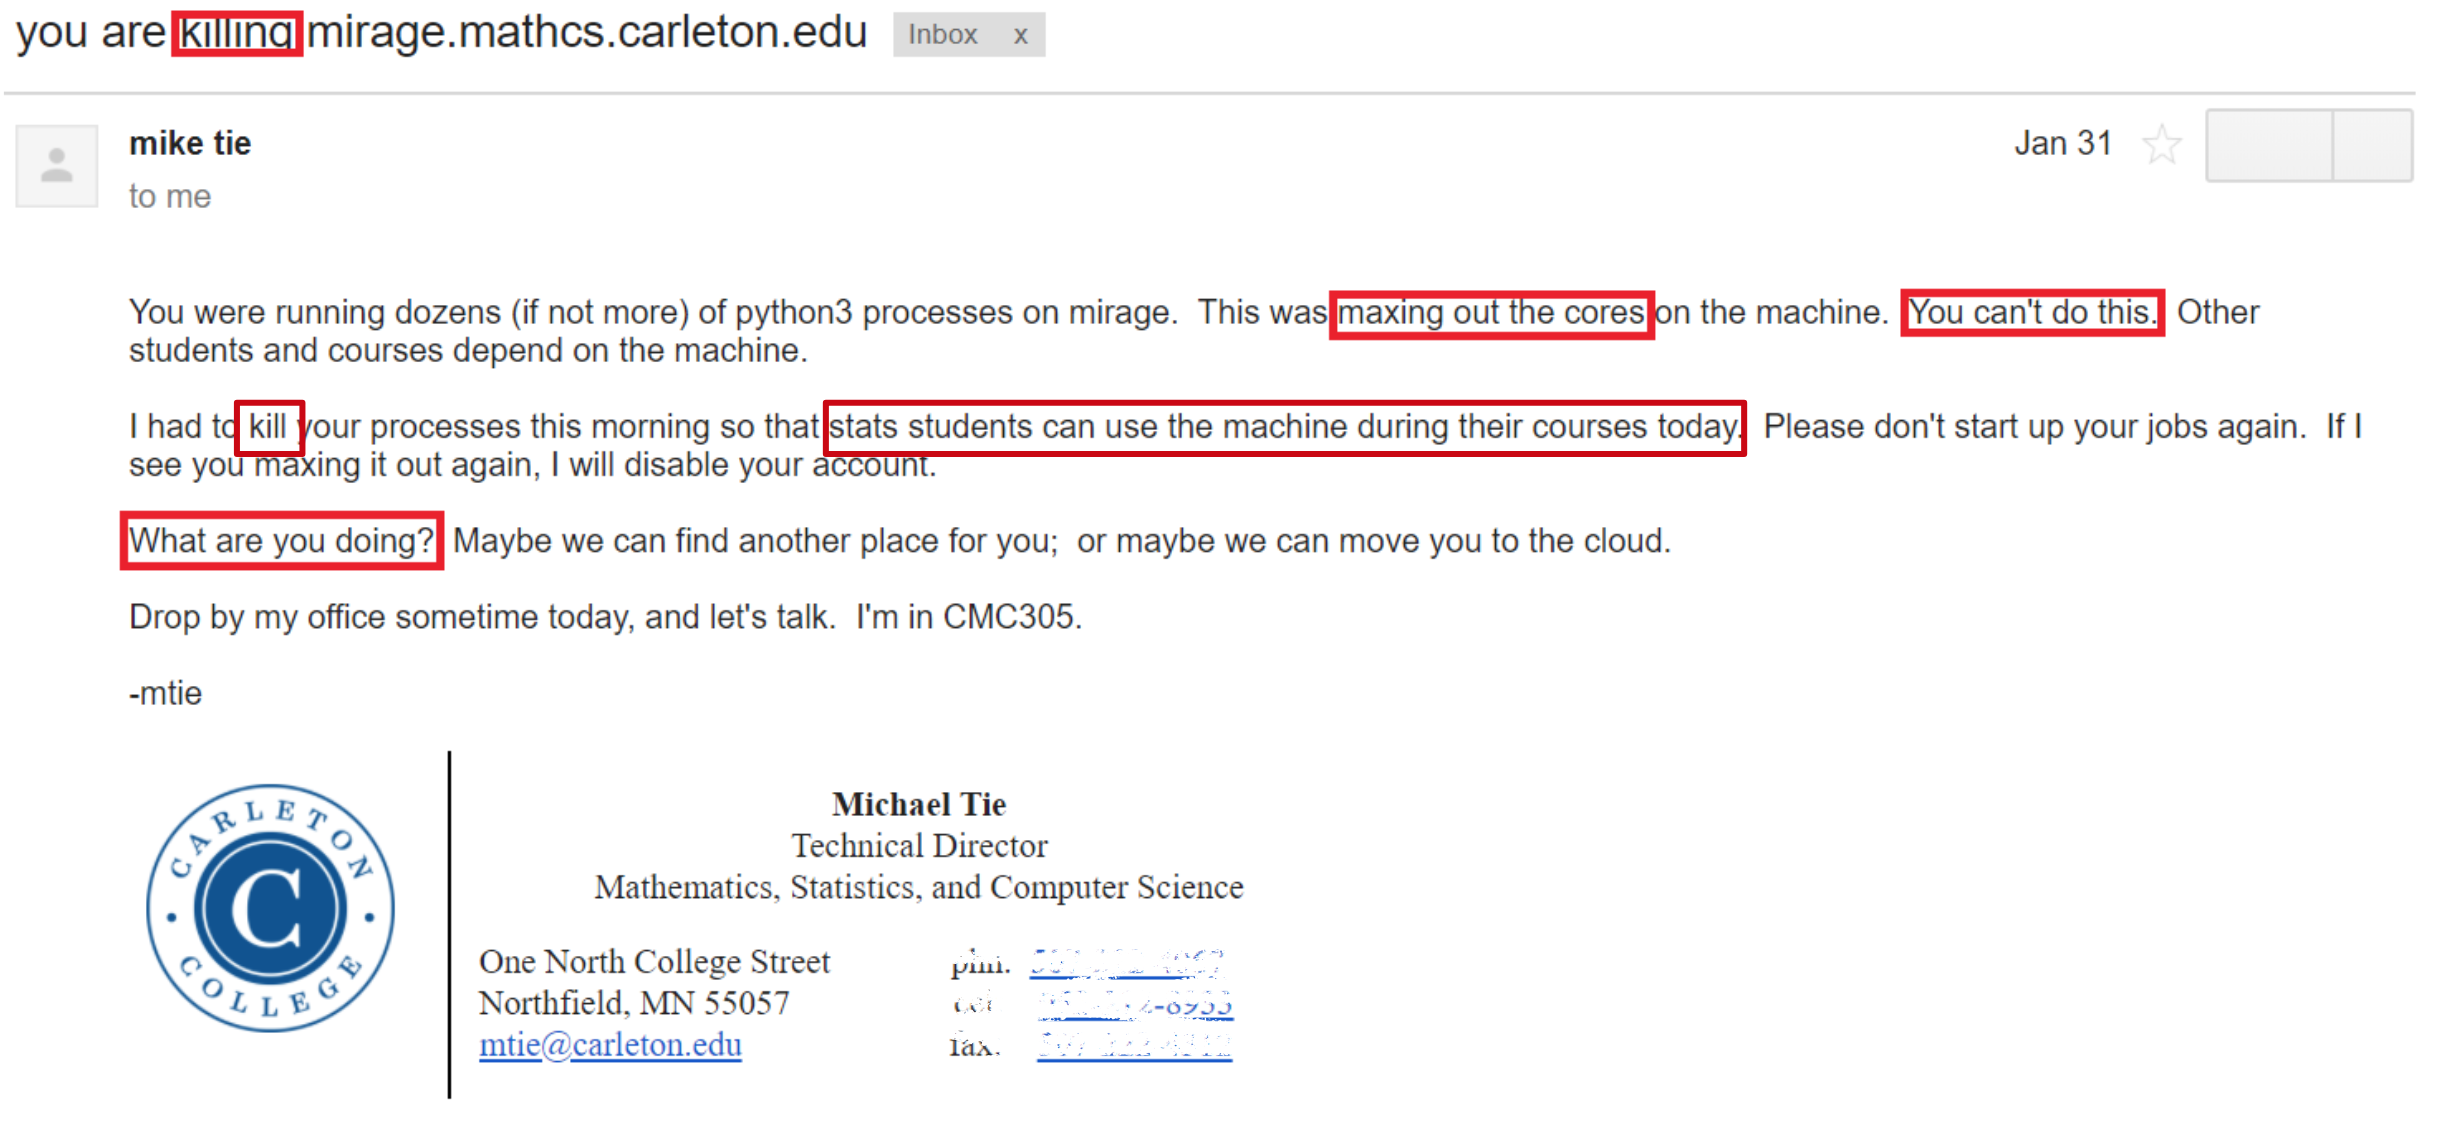 you are killing mirage.mathcs.carleton.edu Inbox x
mike tie
Jan 31
to me
You were running dozens (if not more) of python3 processes on mirage. This was maxing out the cores on the machine. You can't do this. Other
students and courses depend on the machine.
I had to kill your processes this morning so that stats students can use the machine during their courses today. Please don't start up your jobs again. If I
see you maxing it out again, I will disable your account.
What are you doing? Maybe we can find another place for you; or maybe we can move you to the cloud.
Drop by my office sometime today, and let's talk. I'm in CMC305.
-mtie
CARLETON
C
COLLEGE
Michael Tie
Technical Director
Mathematics, Statistics, and Computer Science
One North College Street
Northfield, MN 55057
mtie@carleton.edu
fax.